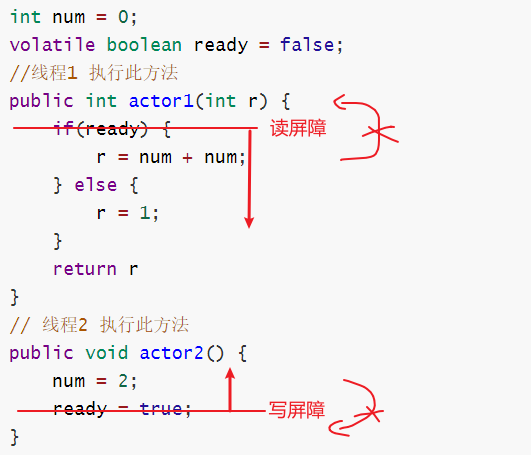 int num = 0;
volatile boolean ready = false;
//线程1 执行此方法
public int actor1(int r) {
if(ready) {
读屏障
r = num + num;
} else {
r = 1;
}
return r
}
// 线程2 执行此方法
public void actor2() {
num = 2;
ready = true;
写屏障
}